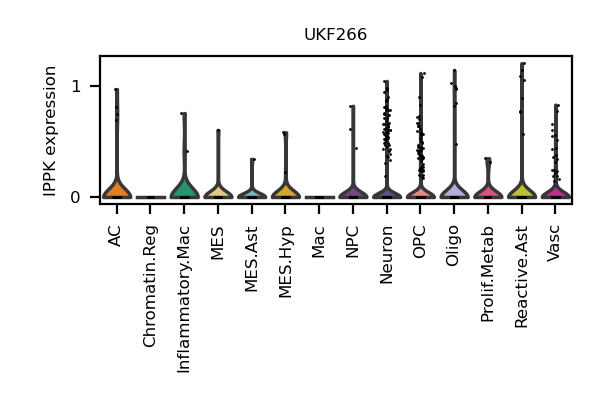 UKF266
IPPK expression
1
0
AC
Chromatin.Reg
Inflammatory.Mac
MES
MES.Ast
MES.Hyp
Mac
NPC
Neuron
OPC
Oligo
Prolif.Metab
Reactive.Ast
Vasc